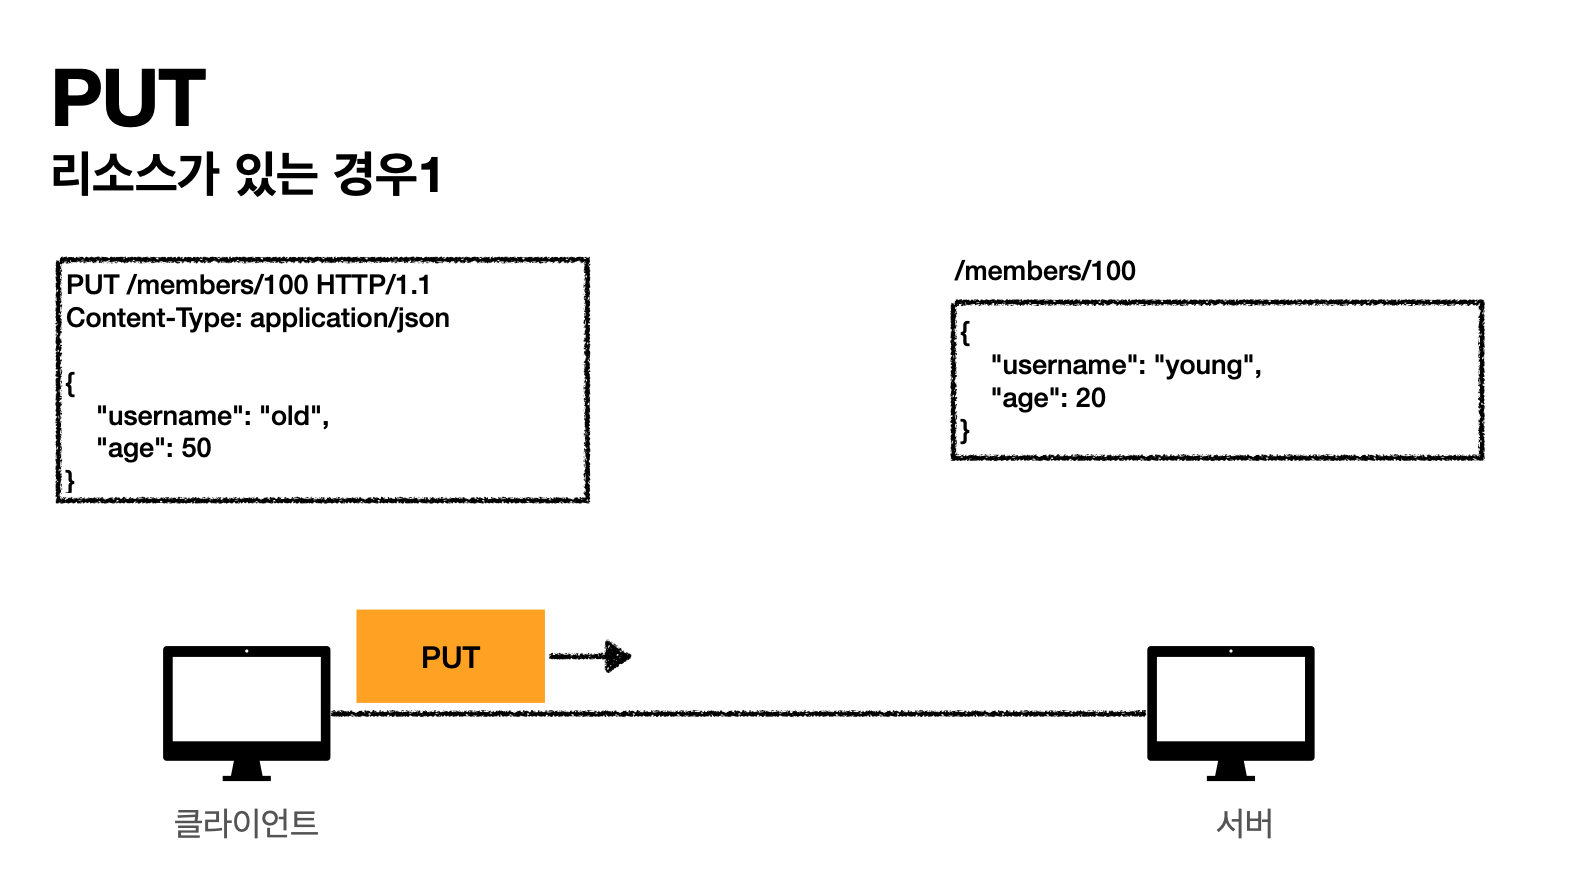 PUT
리소스가 있는 경우1
PUT /members/100 HTTP/1.1
Content-Type: application/json
{
"username": "old",
"age": 50
}
/members/100
{
"username": "young",
"age": 20
}
PUT
클라이언트
서버